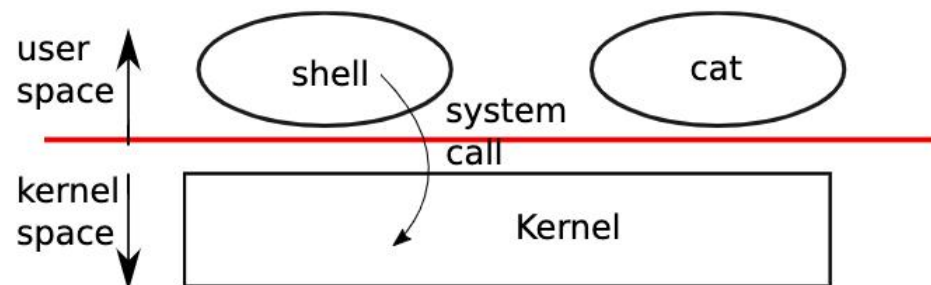 user
space
shell
cat
system
call
kernel
space
Kernel